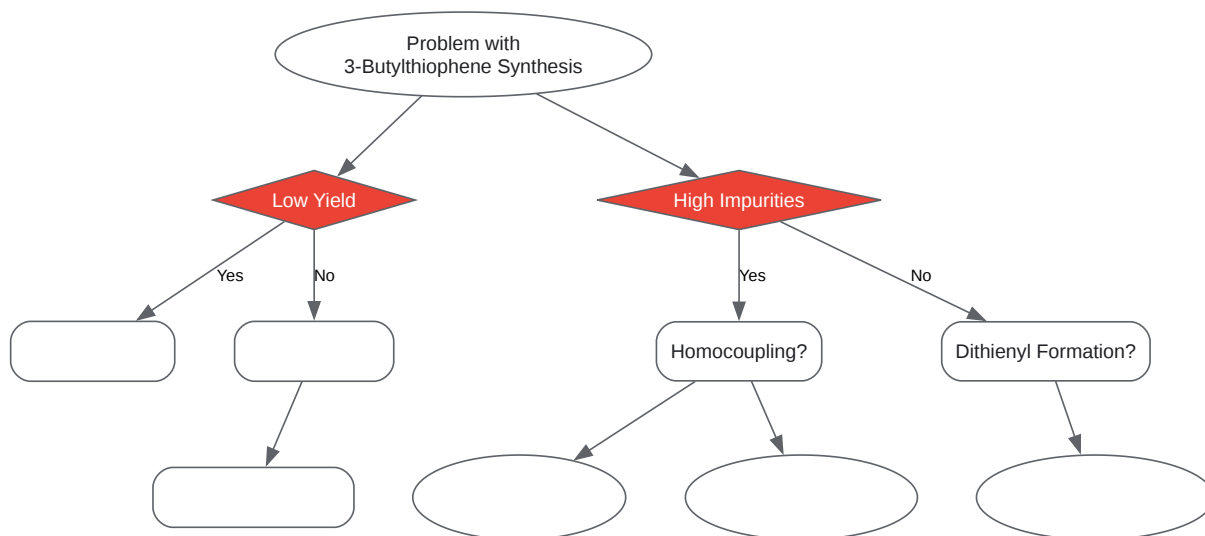 Problem with
3-Butylthiophene Synthesis
Low Yield
High Impurities
Yes
No
Yes
No
Homocoupling?
Dithienyl Formation?